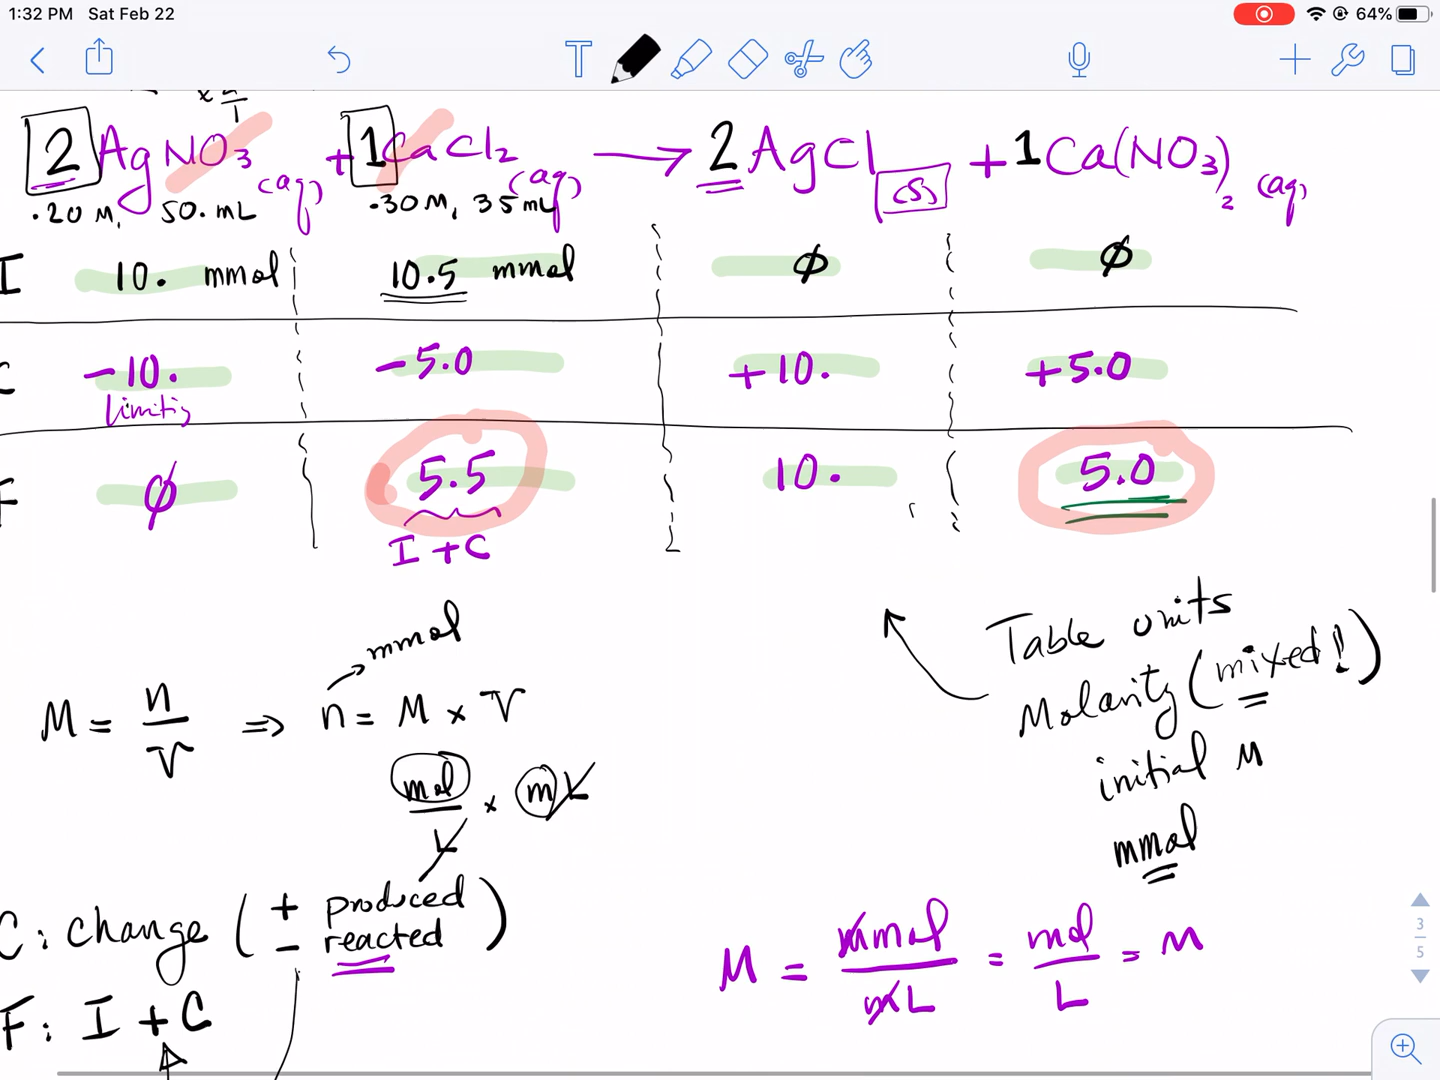 1:32 PM Sat Feb 22 64%
2 AgNO3 (aq) + 1 CaCl2 (aq) → 2 AgCl (s) + 1 Ca(NO3)2 (aq)
.20 M, 50. mL .30 M, 35 mL
I 10. mmol 10.5 mmol ϕ ϕ
C -10. -5.0 +10. +5.0
limiting
F ϕ 5.5 10. 5.0
I + C
Table units
Molarity (mixed!)
initial M
mmol
mmol
M = n/V ⇒ n = M × V
mol/L × mL
C: change (+ produced
- reacted)
F: I + C
M = mmol/mL = mol/L = M
3
5